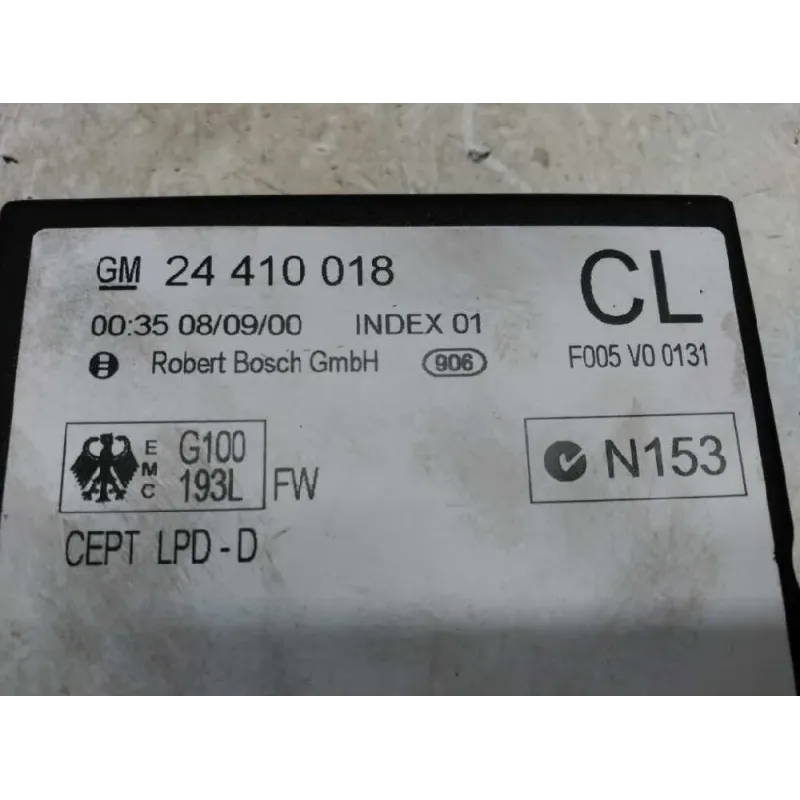 GM 24 410 018
CL
00:35 08/09/00 INDEX 01
Robert Bosch GmbH 906
F005 V0 0131
EMC G100
193L FW
N153
CEPT LPD - D